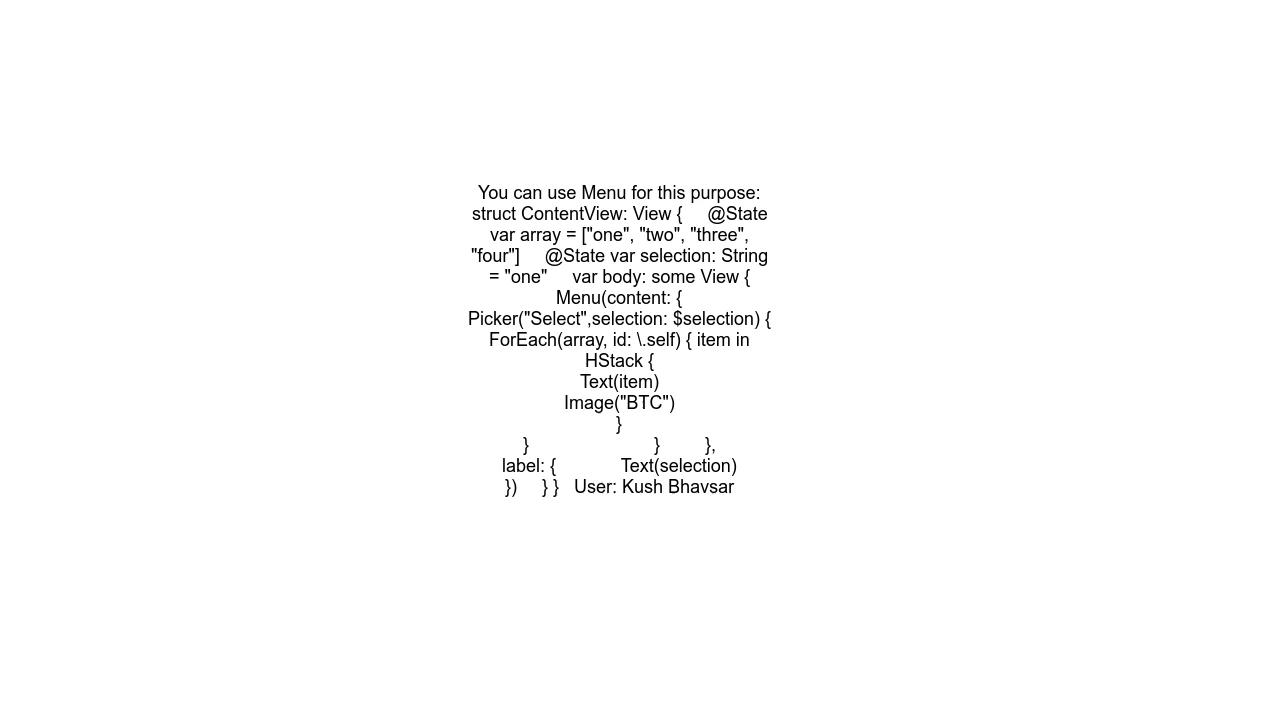 You can use Menu for this purpose:
struct ContentView: View {     @State
var array = ["one", "two", "three",
"four"]     @State var selection: String
= "one"     var body: some View {
Menu(content: {
Picker("Select",selection: $selection) {
ForEach(array, id: \.self) { item in
HStack {
Text(item)
Image("BTC")
}
}                         }         },
label: {             Text(selection)
})     } }   User: Kush Bhavsar